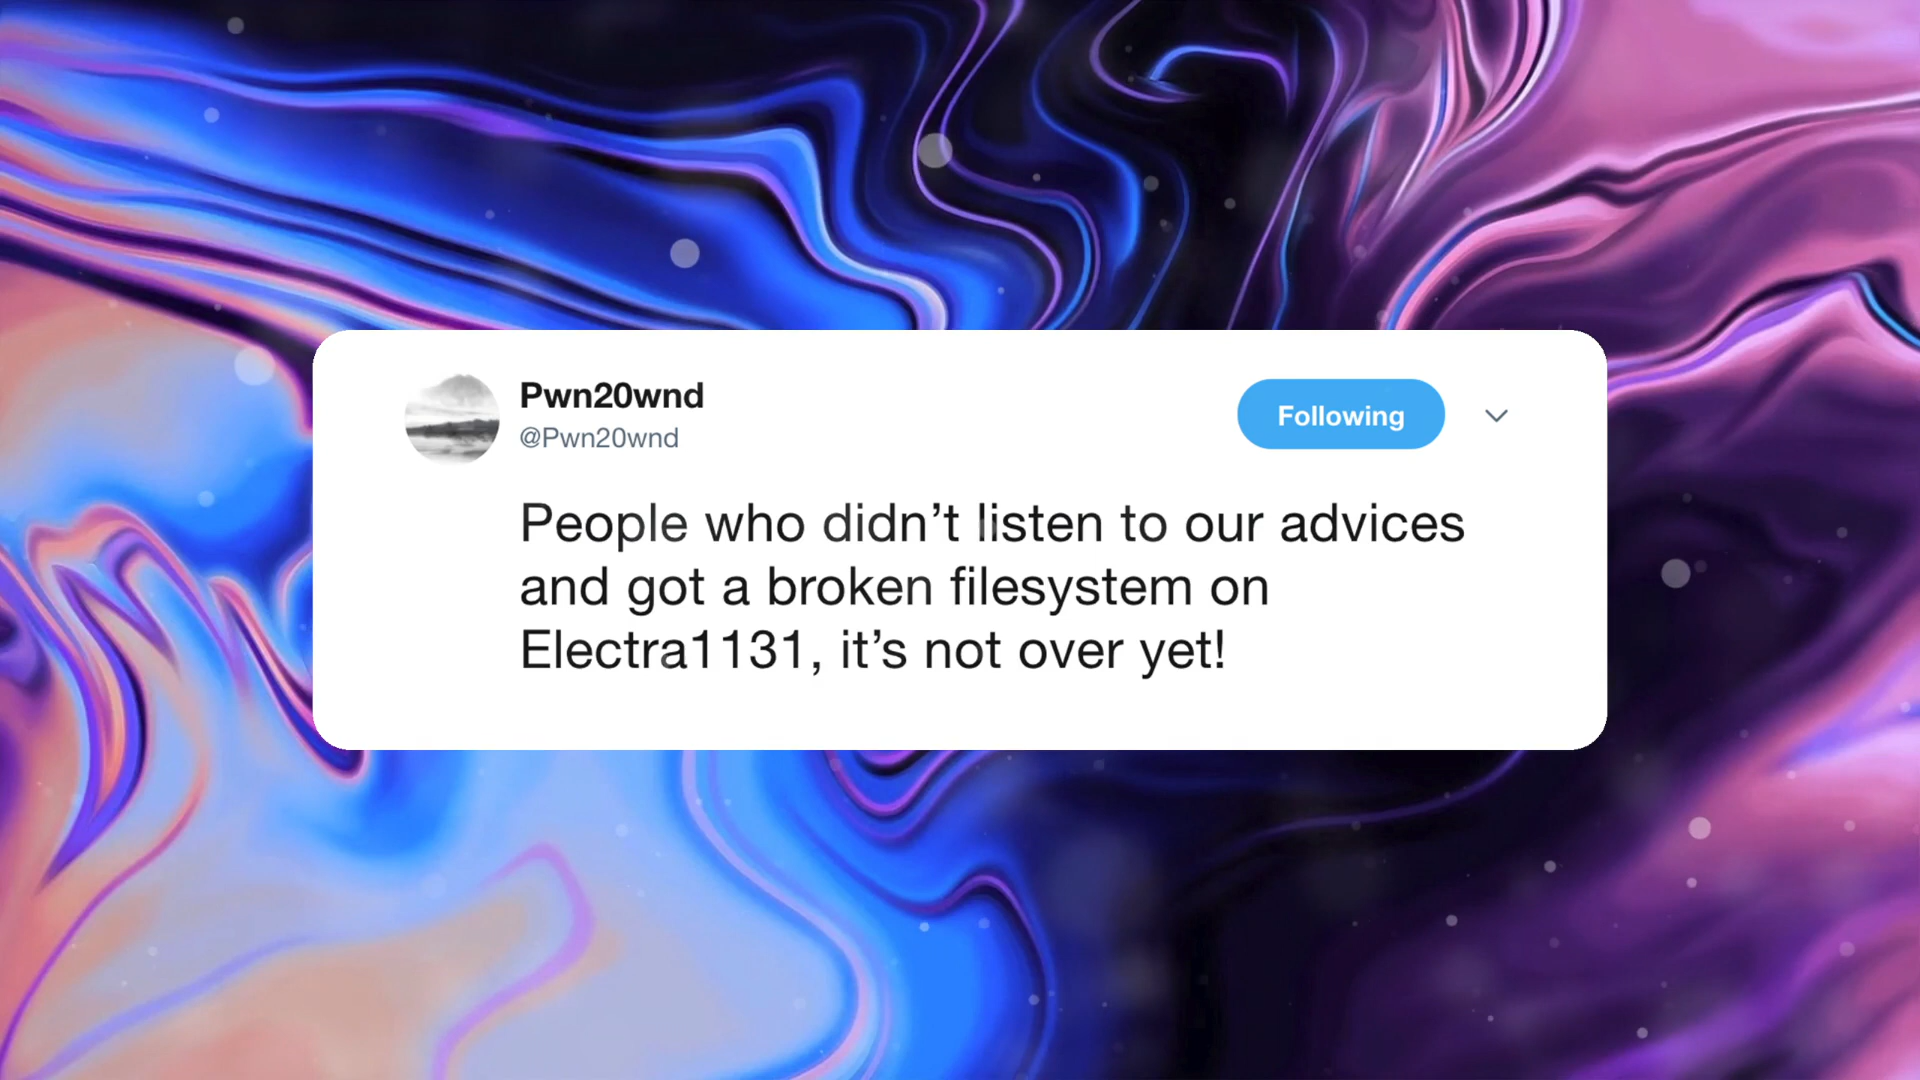 Pwn20wnd
@Pwn20wnd
Following
People who didn’t listen to our advices
and got a broken filesystem on
Electra1131, it’s not over yet!